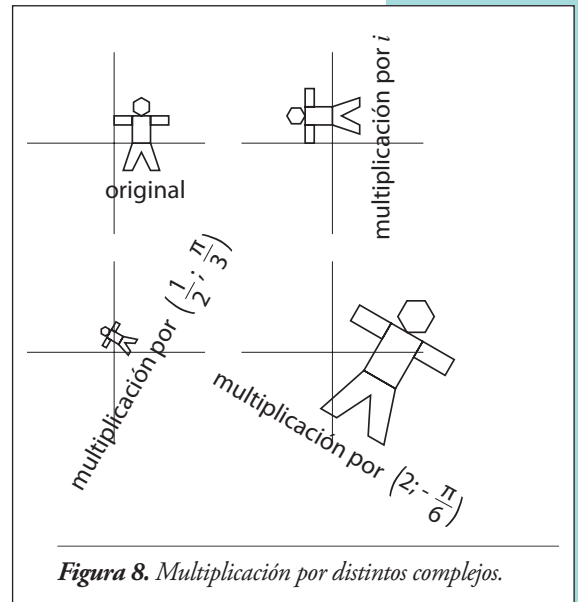 original
multiplicación por i
multiplicación por (1/2; π/3)
multiplicación por (2;- π/6)
Figura 8. Multiplicación por distintos complejos.